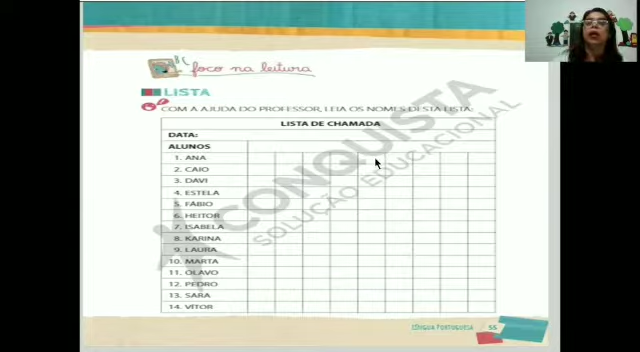 foco na leitura
LISTA
COM A AJUDA DO PROFESSOR, LEIA OS NOMES DESTA LISTA:
LISTA DE CHAMADA
DATA:
ALUNOS
1. ANA
2. CAIO
3. DAVI
4. ESTELA
5. FÁBIO
6. HEITOR
7. ISABELA
8. KARINA
9. LAURA
10. MARTA
11. OLAVO
12. PEDRO
13. SARA
14. VÍTOR
CONQUISTA
SOLUÇÃO EDUCACIONAL
LÍNGUA PORTUGUESA 55